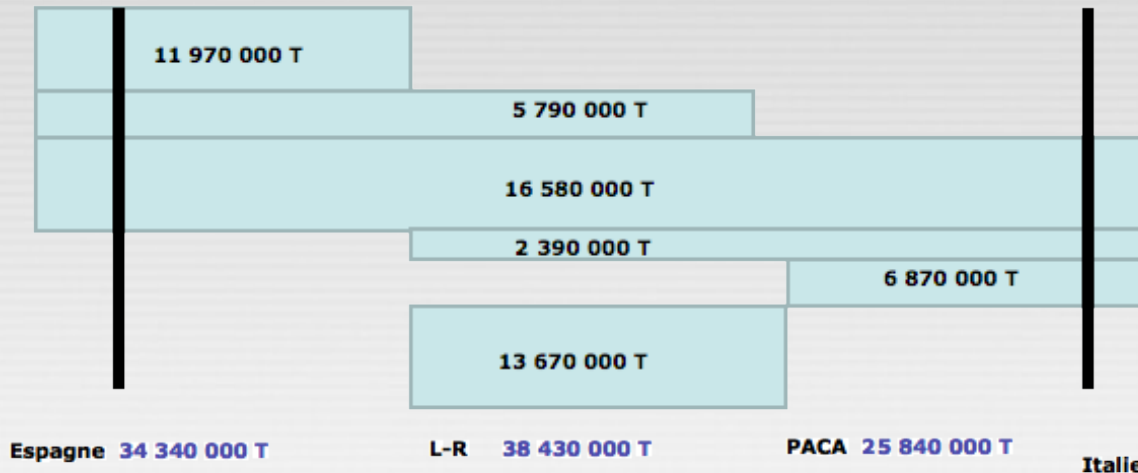 11 970 000 T
5 790 000 T
16 580 000 T
2 390 000 T
6 870 000 T
13 670 000 T
Espagne 34 340 000 T L-R 38 430 000 T PACA 25 840 000 T
Italie